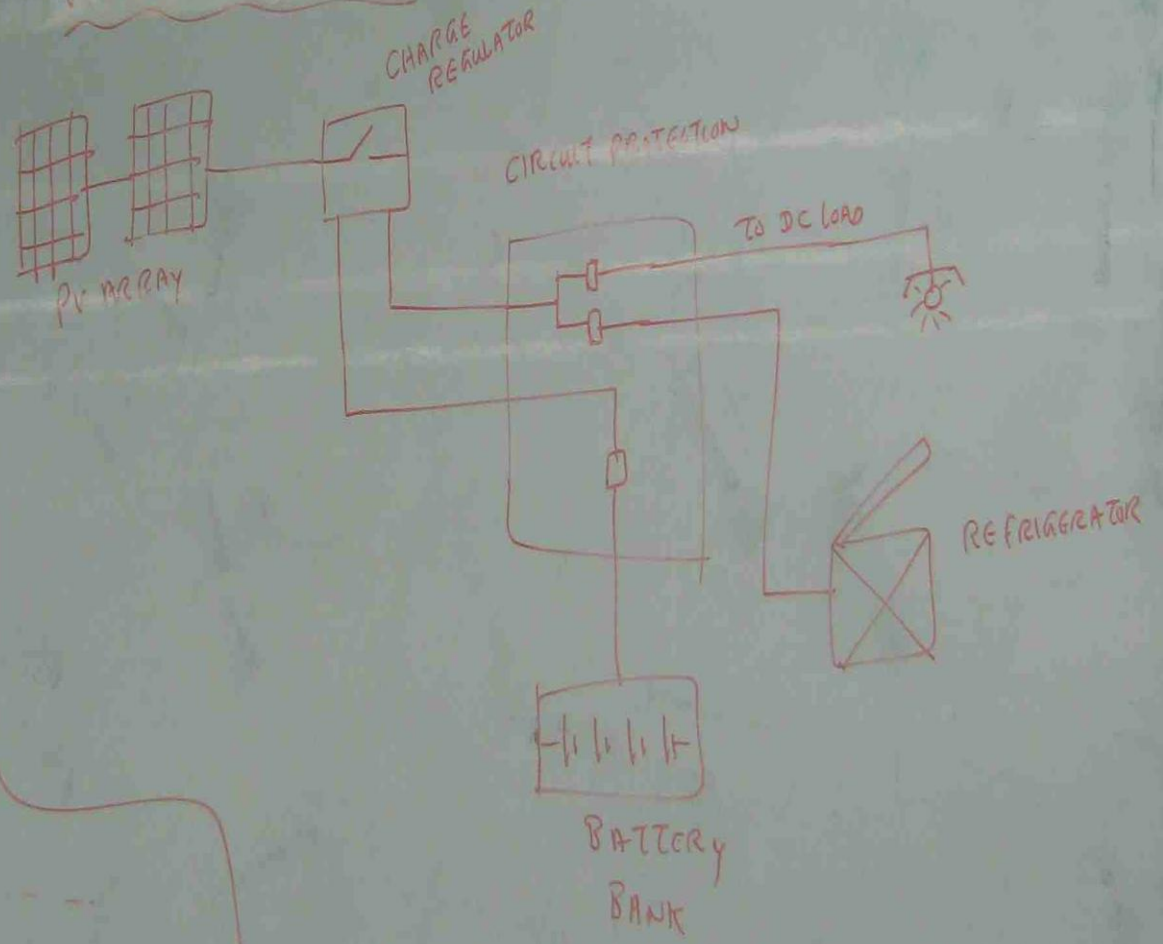 CHARGE
REGULATOR
CIRCUIT PROTECTION
TO DC LOAD
PV ARRAY
REFRIGERATOR
BATTERY
BANK